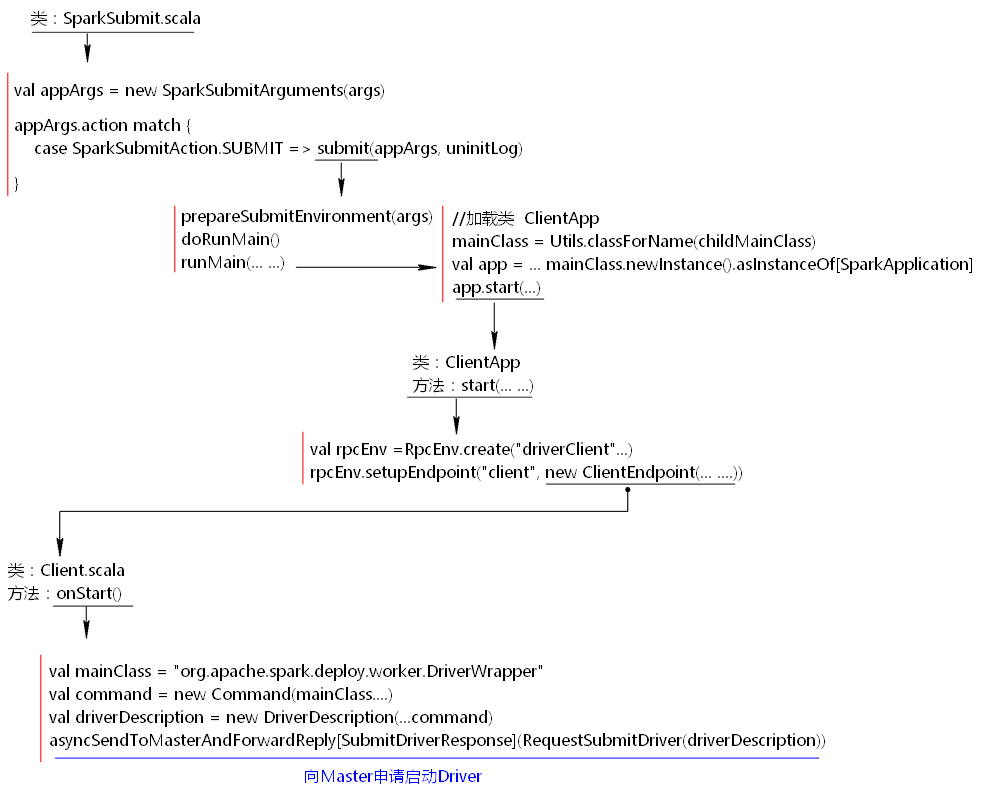 类：SparkSubmit.scala
val appArgs = new SparkSubmitArguments(args)
appArgs.action match {
case SparkSubmitAction.SUBMIT => submit(appArgs, uninitLog)
}
prepareSubmitEnvironment(args)
doRunMain()
runMain(... ...)
//加载类 ClientApp
mainClass = Utils.classForName(childMainClass)
val app = ... mainClass.newInstance().asInstanceOf[SparkApplication]
app.start(...)
类：ClientApp
方法：start(... ...)
val rpcEnv =RpcEnv.create("driverClient"...)
rpcEnv.setupEndpoint("client", new ClientEndpoint(... ....))
类：Client.scala
方法：onStart()
val mainClass = "org.apache.spark.deploy.worker.DriverWrapper"
val command = new Command(mainClass....)
val driverDescription = new DriverDescription(...command)
asyncSendToMasterAndForwardReply[SubmitDriverResponse](RequestSubmitDriver(driverDescription))
向Master申请启动Driver